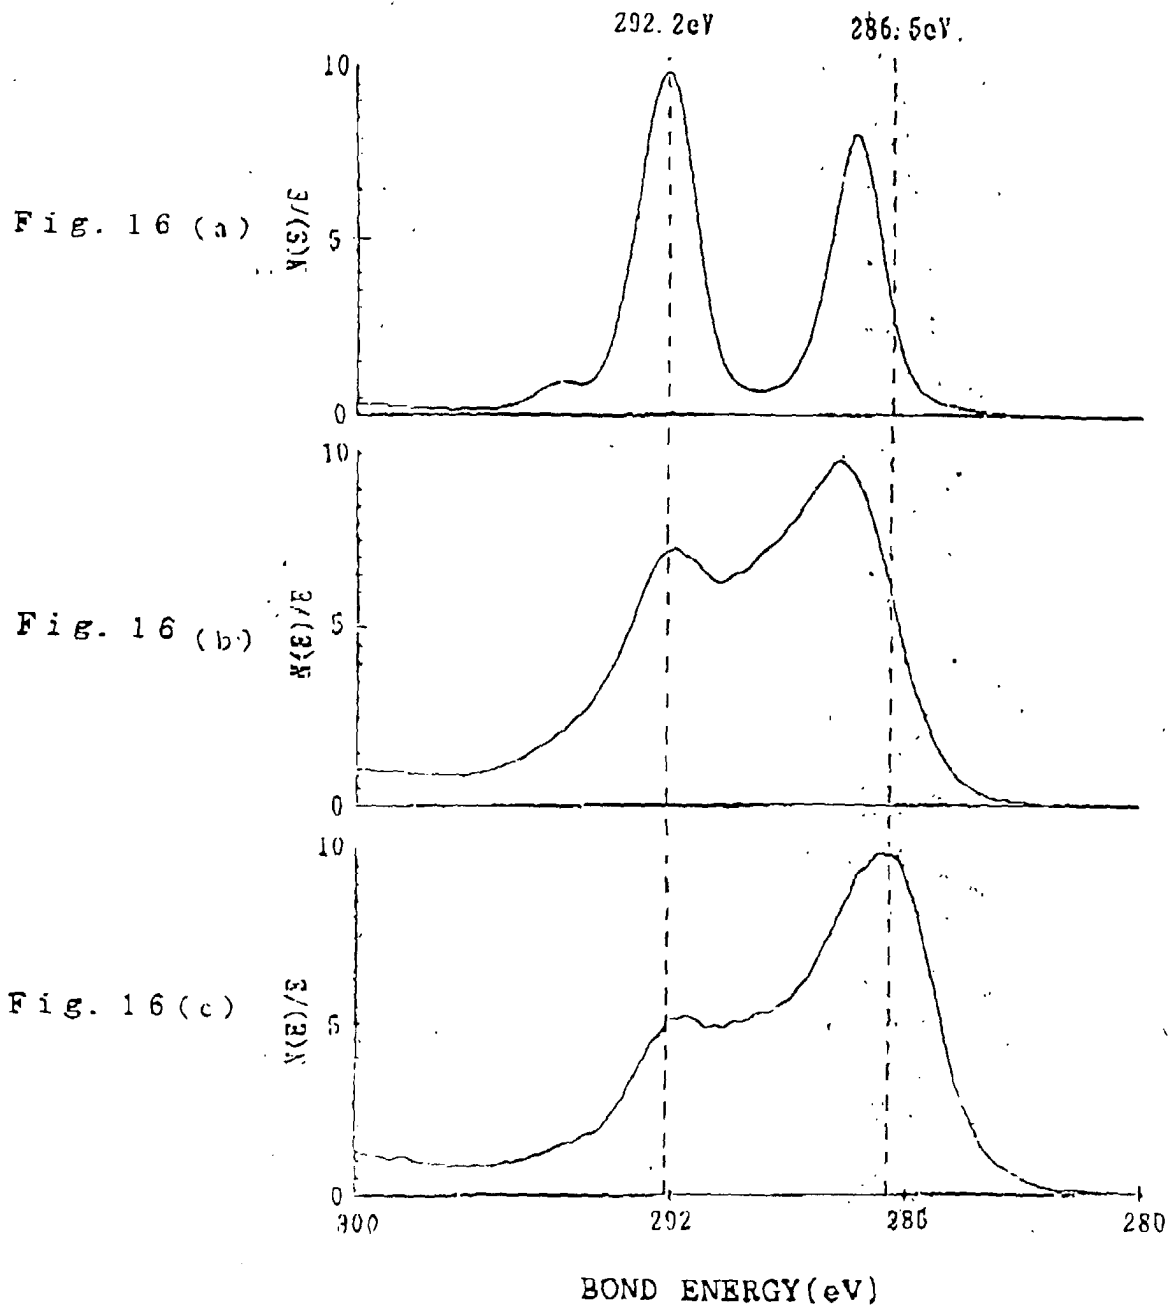 292.2eV 286.5eV.
Fig. 16 (a)
N(E)/E
10
5
0
Fig. 16 (b)
N(E)/E
10
5
0
Fig. 16 (c)
N(E)/E
10
5
0
300 292 286 280
BOND ENERGY(eV)